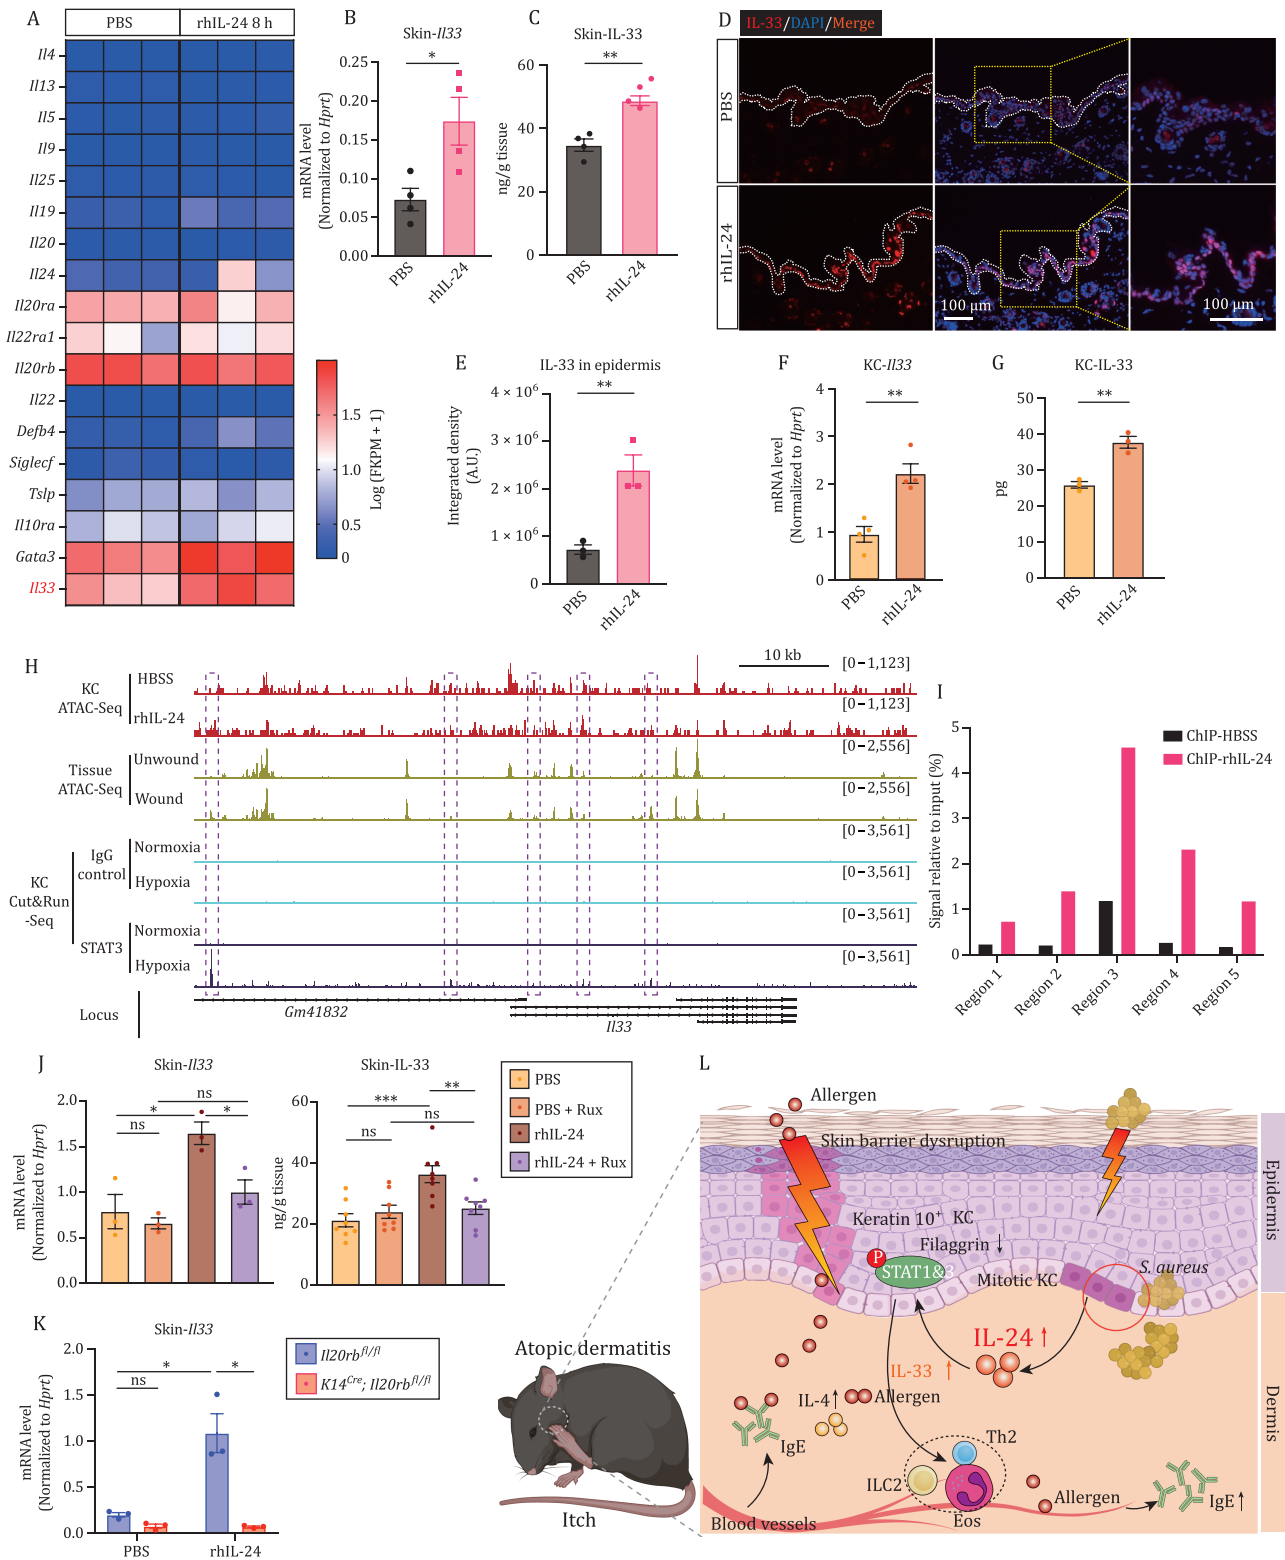 A
PBS
rhIL-24 8 h
Il4
Il13
Il5
Il9
Il25
Il19
Il20
Il24
Il20ra
Il22ra1
Il20rb
Il22
Defb4
Siglecf
Tslp
Il10ra
Gata3
Il33
1.5
1.0
0.5
0
Log (FKPM + 1)
B
Skin-Il33
*
mRNA level
(Normalized to Hprt)
0.25
0.20
0.15
0.10
0.05
0.00
PBS
rhIL-24
C
Skin-IL-33
**
ng/g tissue
60
40
20
0
PBS
rhIL-24
D
IL-33/DAPI/Merge
PBS
rhIL-24
100 μm
100 μm
E
IL-33 in epidermis
**
Integrated density
(A.U.)
4 × 10⁶
3 × 10⁶
2 × 10⁶
1 × 10⁶
0
PBS
rhIL-24
F
KC-Il33
**
mRNA level
(Normalized to Hprt)
4
3
2
1
0
PBS
rhIL-24
G
KC-IL-33
**
pg
50
40
30
20
10
0
PBS
rhIL-24
H
10 kb
KC
ATAC-Seq
HBSS
[0–1,123]
rhIL-24
[0–1,123]
Tissue
ATAC-Seq
Unwound
[0–2,556]
Wound
[0–2,556]
KC
Cut&Run
-Seq
IgG
control
Normoxia
[0–3,561]
Hypoxia
[0–3,561]
STAT3
Normoxia
[0–3,561]
Hypoxia
[0–3,561]
Locus
Gm41832
Il33
I
ChIP-HBSS
ChIP-rhIL-24
Signal relative to input (%)
5
4
3
2
1
0
Region 1
Region 2
Region 3
Region 4
Region 5
J
Skin-Il33
ns
*
*
ns
mRNA level
(Normalized to Hprt)
2.0
1.5
1.0
0.5
0.0
Skin-IL-33
**
***
ns
ns
ng/g tissue
60
40
20
0
PBS
PBS + Rux
rhIL-24
rhIL-24 + Rux
K
Skin-Il33
*
*
ns
mRNA level
(Normalized to Hprt)
2.0
1.5
1.0
0.5
0.0
PBS
rhIL-24
Il20rb^fl/fl
K14^Cre; Il20rb^fl/fl
Atopic dermatitis
Itch
L
Allergen
Skin barrier disruption
Keratin 10⁺ KC
Filaggrin ↓
P
STAT1&3
Mitotic KC
S. aureus
IL-24 ↑
IL-33 ↑
IL-4 ↑
Allergen
IgE
Th2
ILC2
Eos
Allergen
IgE ↑
Blood vessels
Epidermis
Dermis